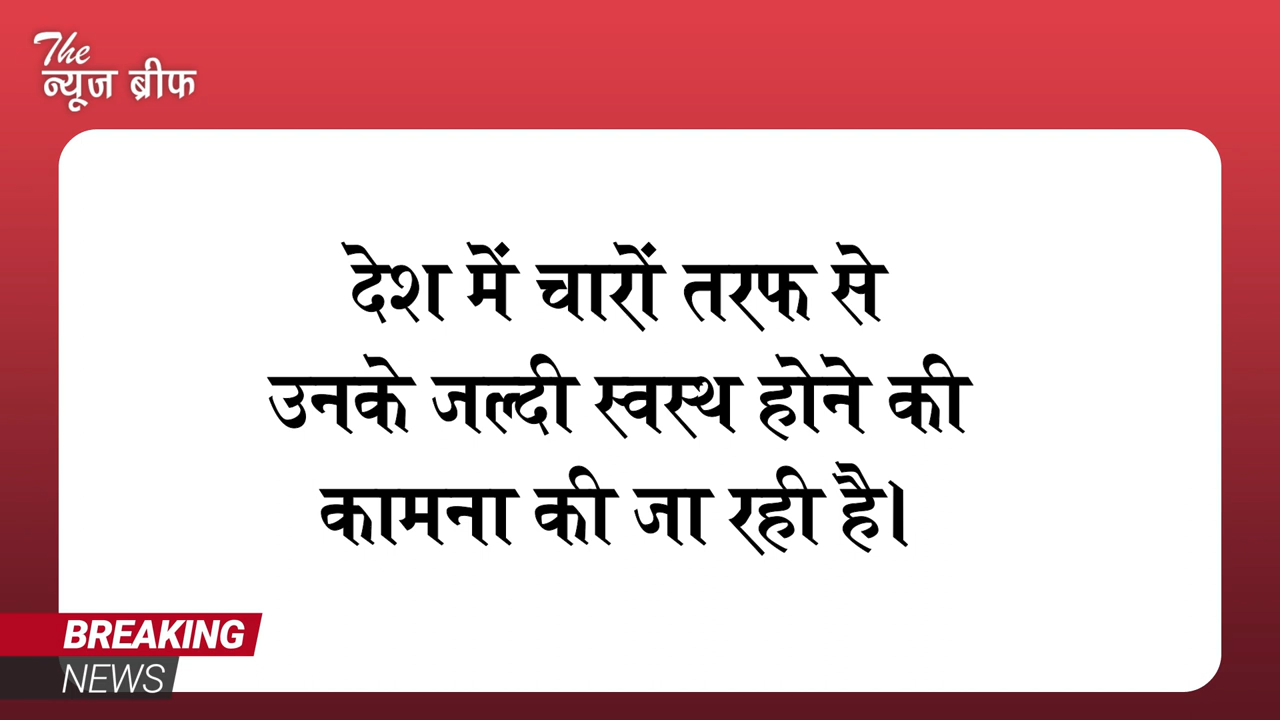 The
न्यूज ब्रीफ
देश में चारों तरफ से
उनके जल्दी स्वस्थ होने की
कामना की जा रही है।
BREAKING
NEWS